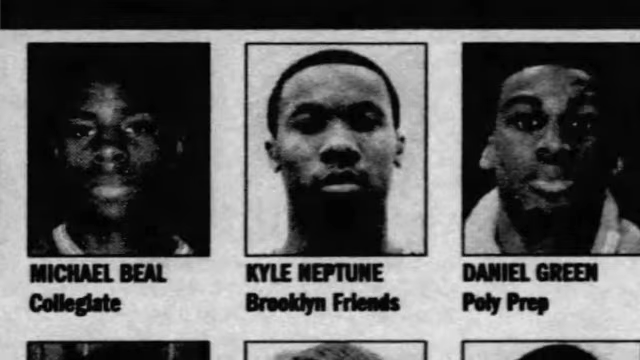 MICHAEL BEAL KYLE NEPTUNE DANIEL GREEN
Collegiate Brooklyn Friends Poly Prep